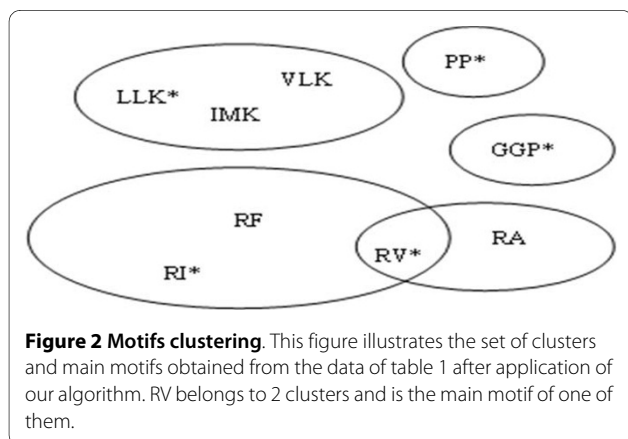 PP*
VLK
LLK*
IMK
GGP*
RF
RA
RV*
RI*
Figure 2 Motifs clustering. This figure illustrates the set of clusters
and main motifs obtained from the data of table 1 after application of
our algorithm. RV belongs to 2 clusters and is the main motif of one of
them.